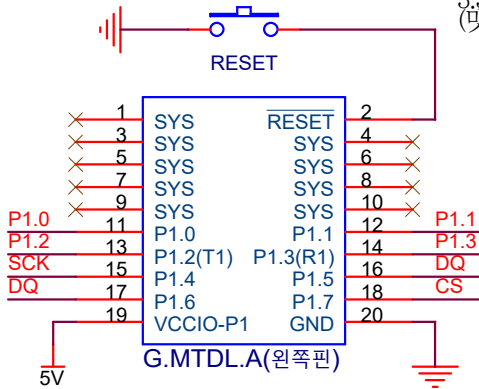 RESET
1 SYS RESET 2
3 SYS SYS 4
5 SYS SYS 6
7 SYS SYS 8
9 SYS SYS 10
P1.0 11 P1.0 P1.1 12 P1.1
P1.2 13 P1.2(T1) P1.3(R1) 14 P1.3
SCK 15 P1.4 P1.5 16 DQ
DQ 17 P1.6 P1.7 18 CS
19 VCCIO-P1 GND 20
G.MTDL.A(왼쪽핀)
5V